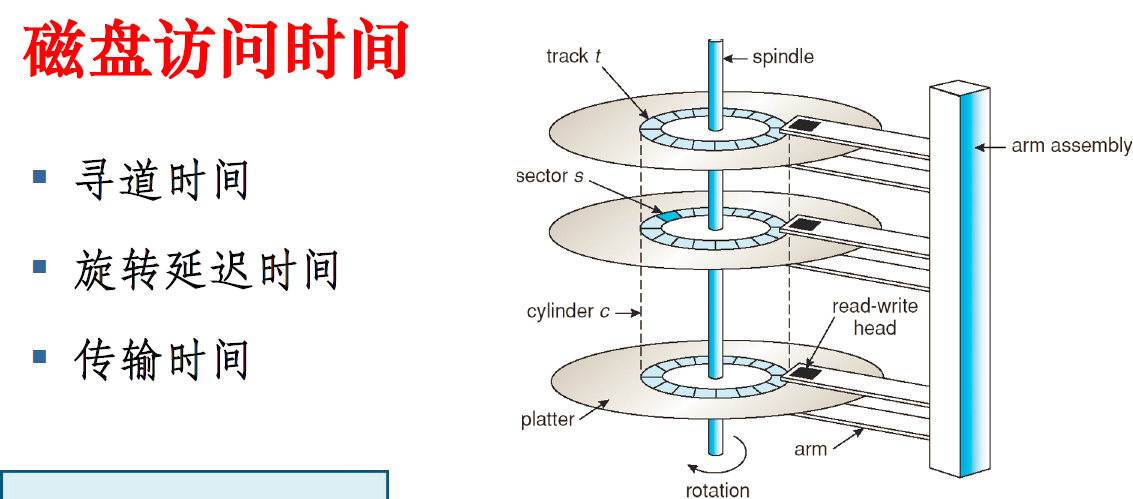 磁盘访问时间
寻道时间
旋转延迟时间
传输时间
track t
spindle
arm assembly
sector s
cylinder c
read-write
head
platter
arm
rotation